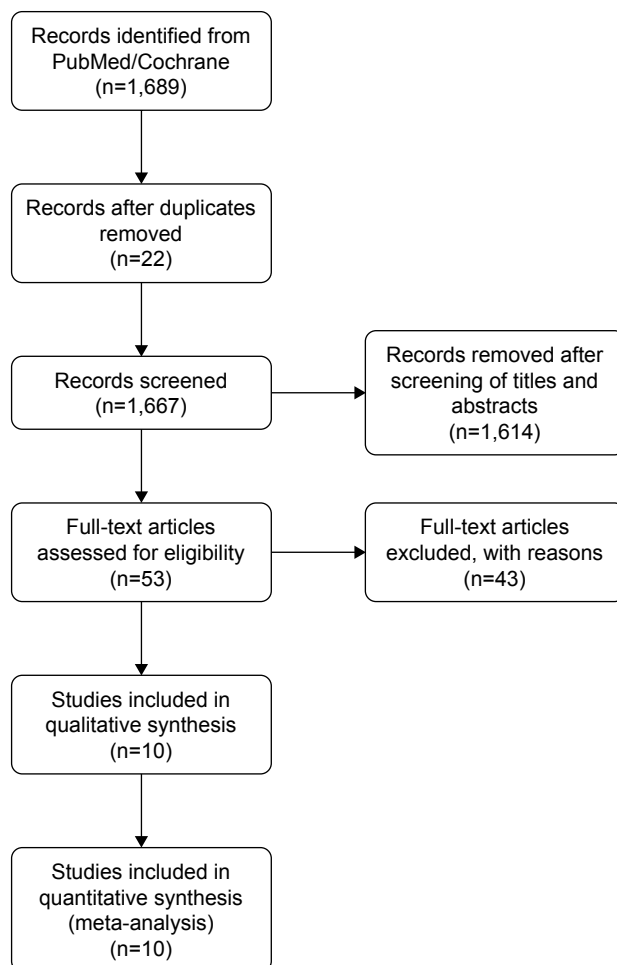 Records identified from
PubMed/Cochrane
(n=1,689)
Records after duplicates
removed
(n=22)
Records screened
(n=1,667)
Records removed after
screening of titles and
abstracts
(n=1,614)
Full-text articles
assessed for eligibility
(n=53)
Full-text articles
excluded, with reasons
(n=43)
Studies included in
qualitative synthesis
(n=10)
Studies included in
quantitative synthesis
(meta-analysis)
(n=10)